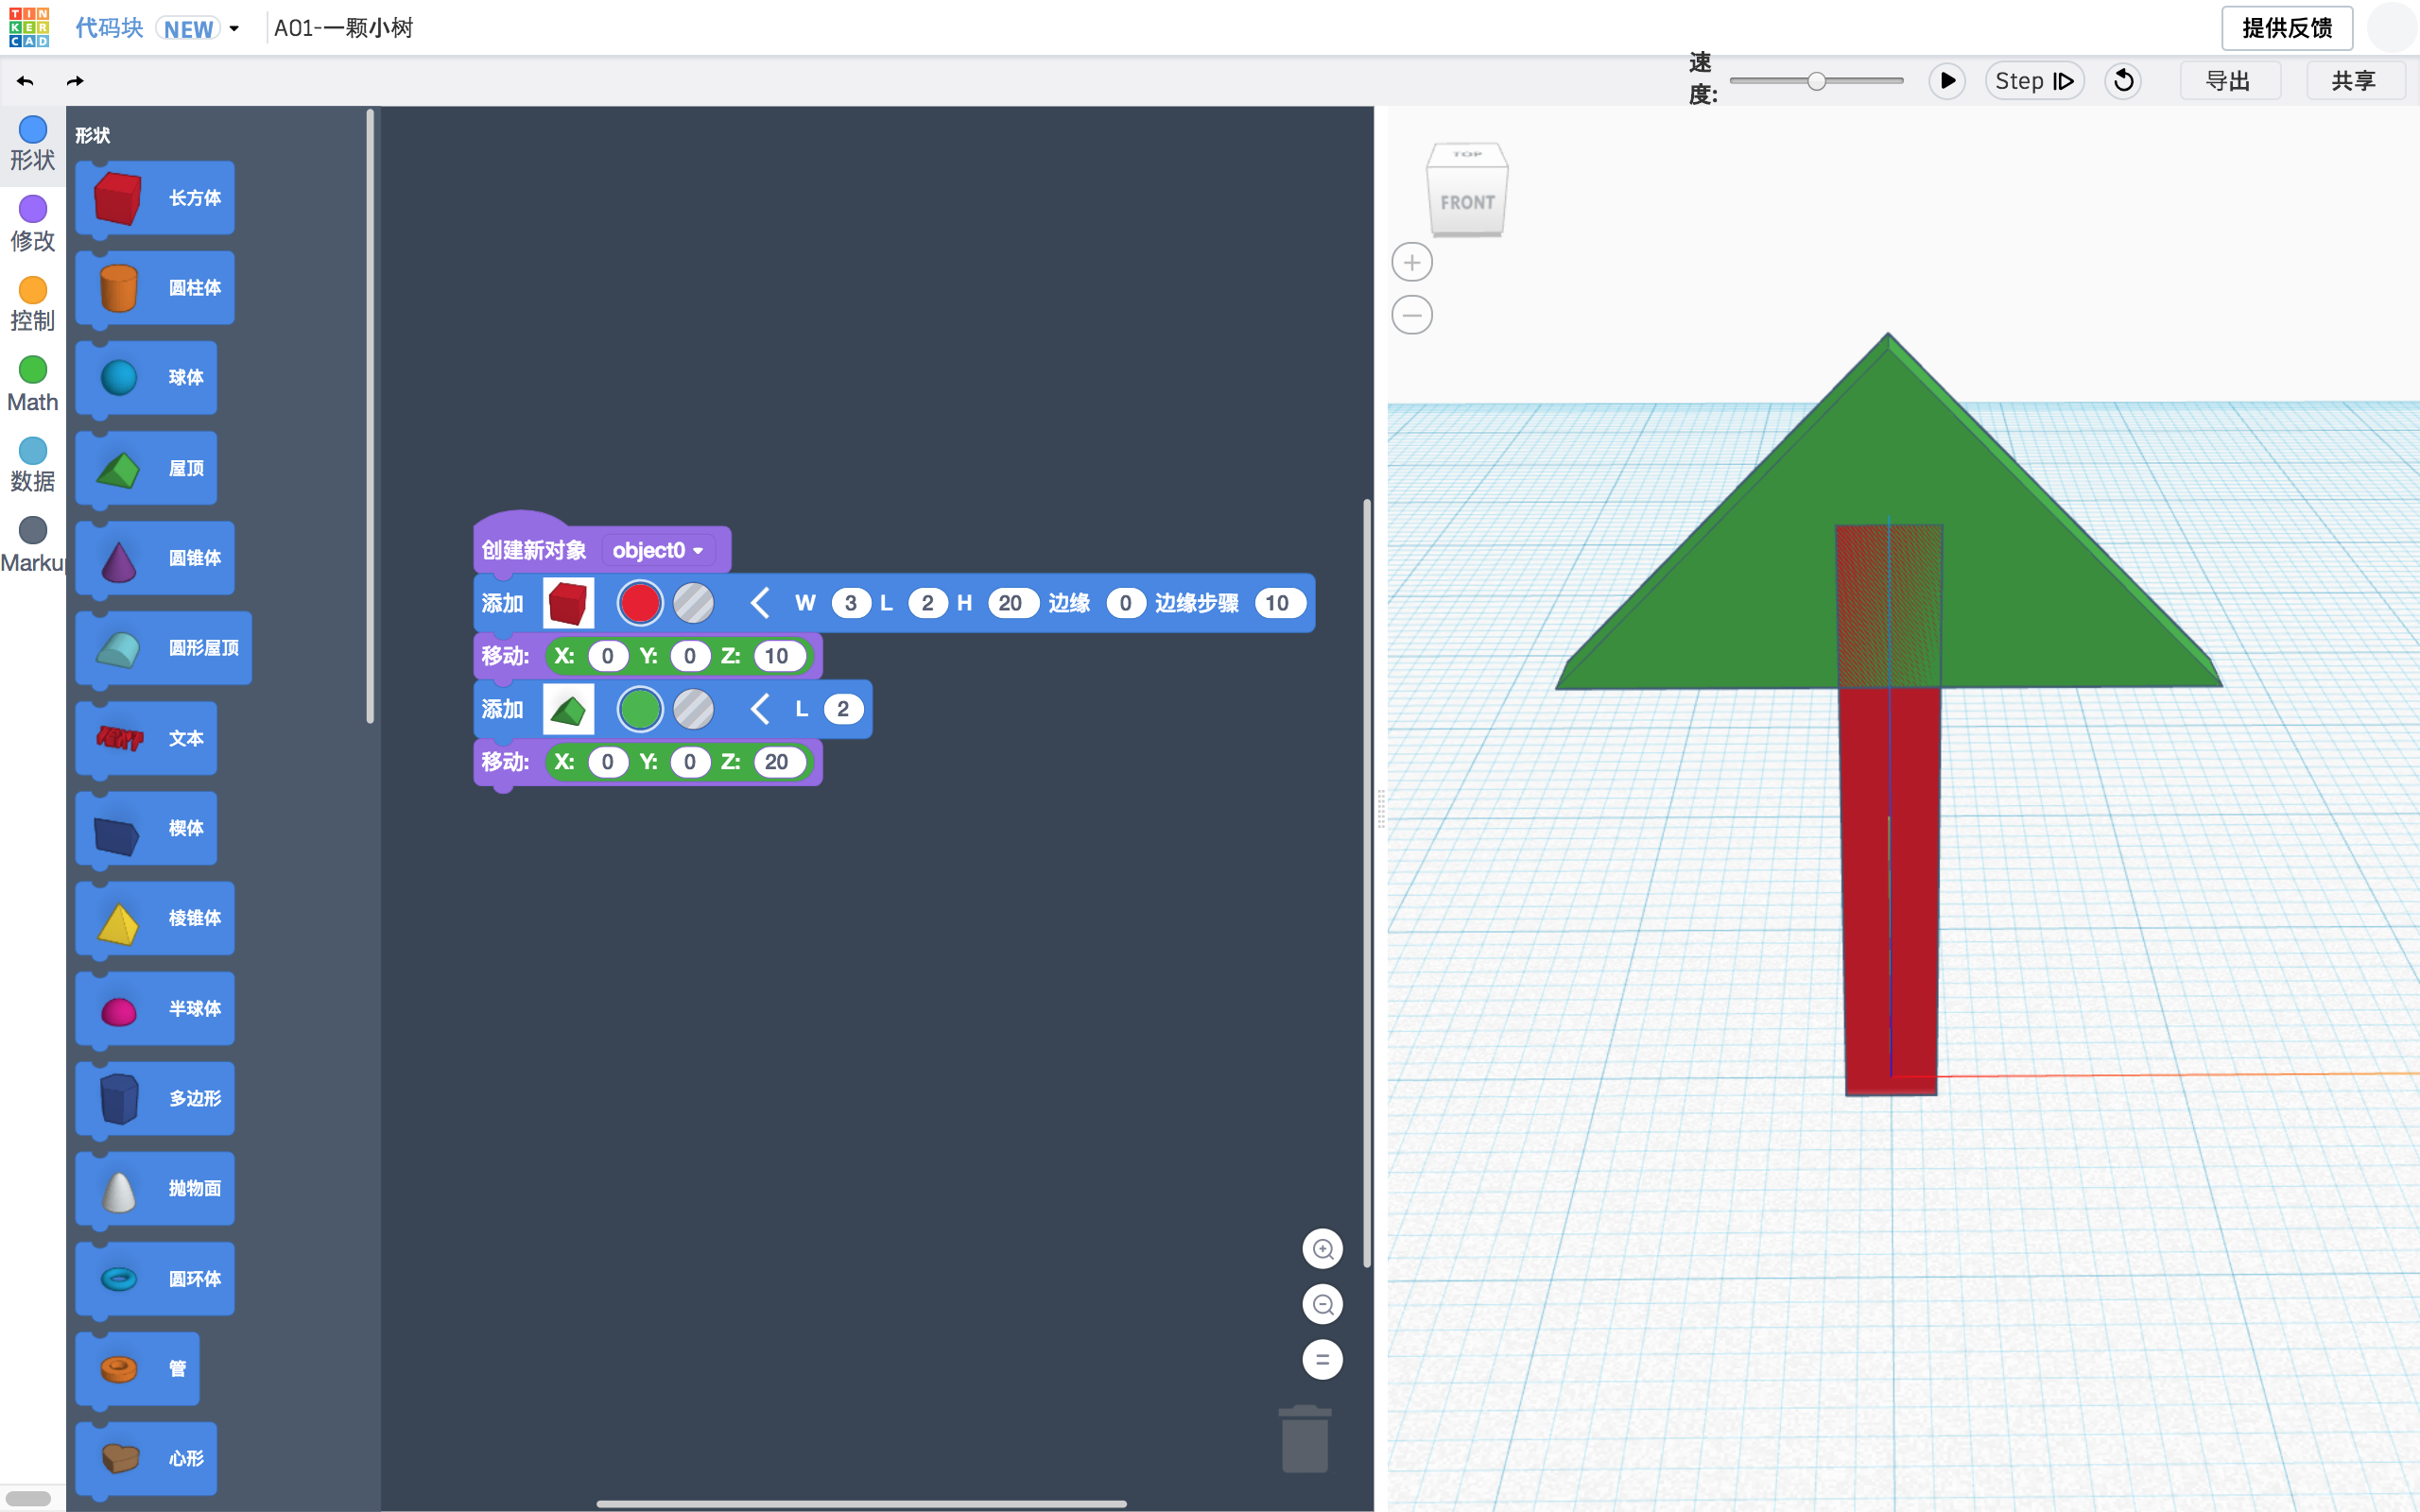 TINKERCAD
代码块 NEW
A01-一颗小树
提供反馈
速度:
Step
导出
共享
形状
修改
控制
Math
数据
形状
长方体
圆柱体
球体
屋顶
圆锥体
圆形屋顶
文本
楔体
棱锥体
半球体
多边形
抛物面
圆环体
管
心形
创建新对象 object0
添加 W 3 L 2 H 20 边缘 0 边缘步骤 10
移动: X: 0 Y: 0 Z: 10
添加 L 2
移动: X: 0 Y: 0 Z: 20
TOP
FRONT